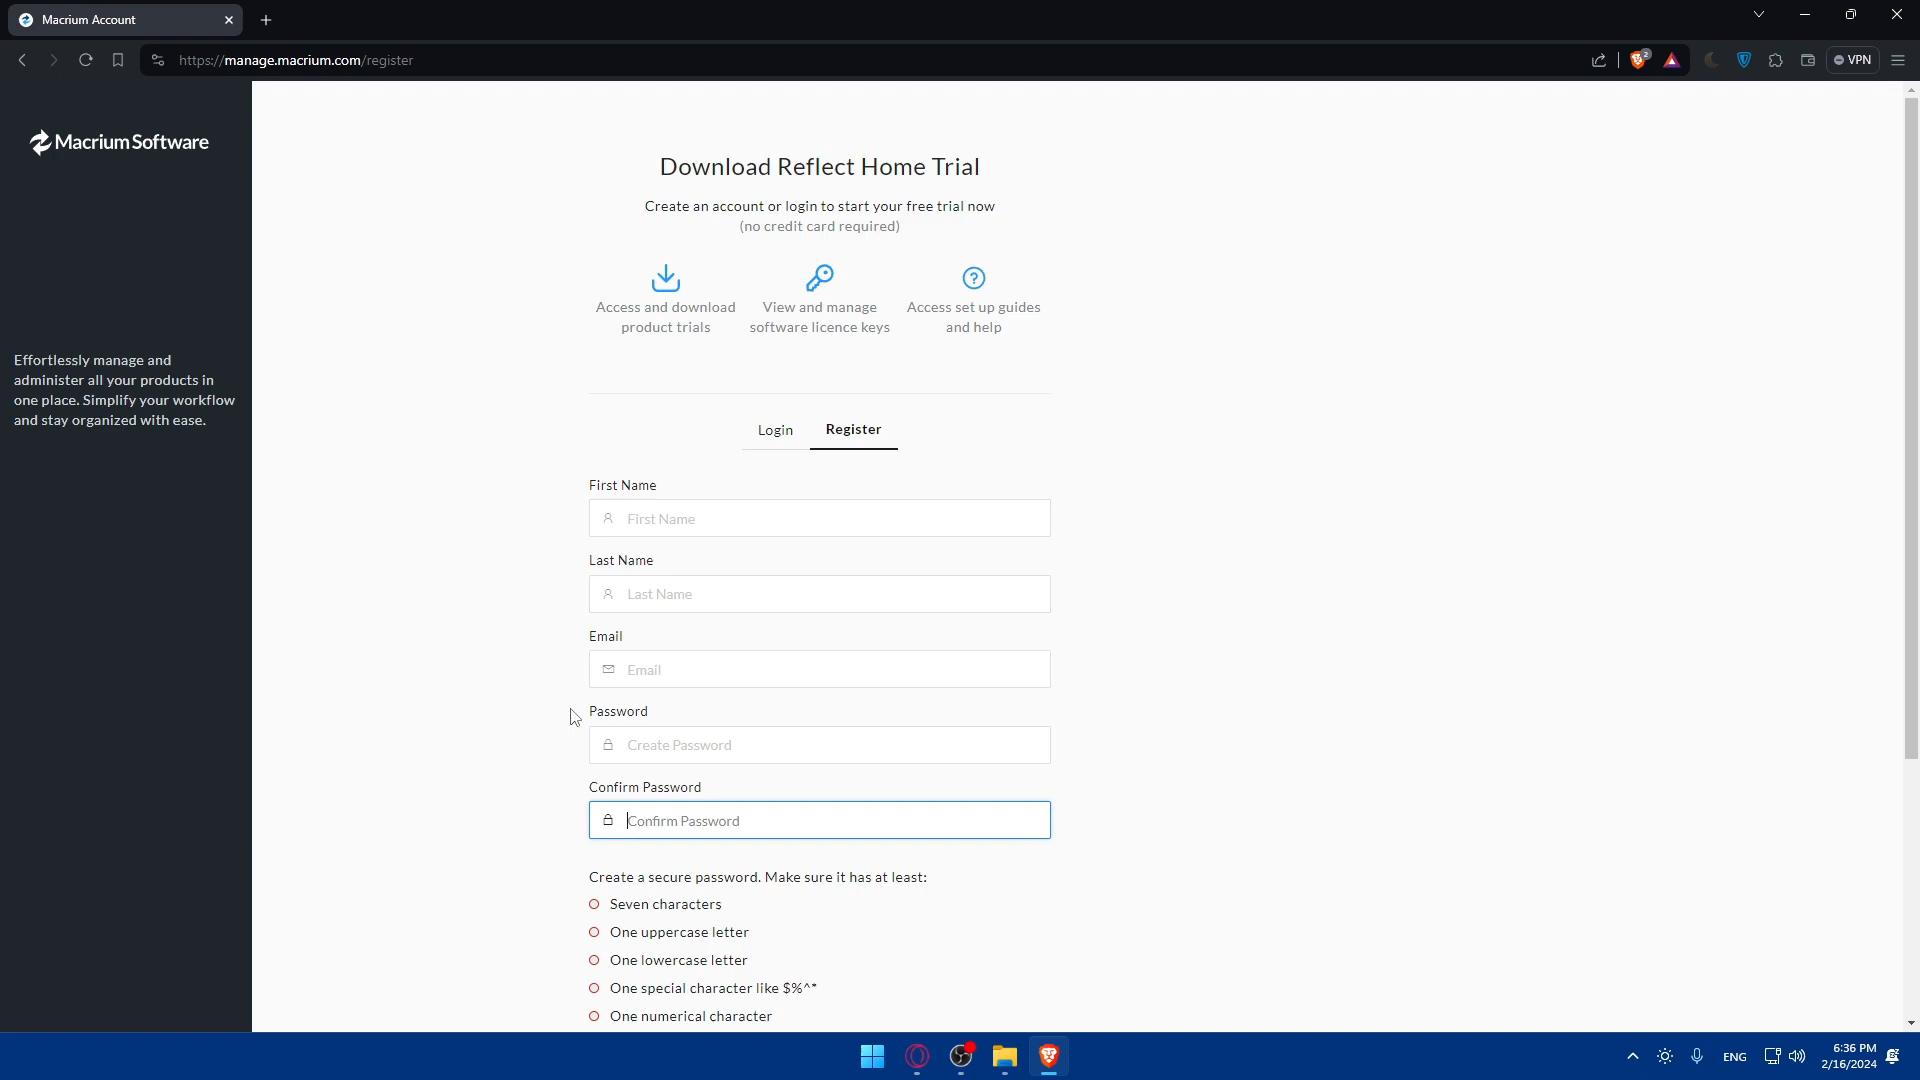 Macrium Account
https://manage.macrium.com/register
2
VPN
Macrium Software
Effortlessly manage and
administer all your products in
one place. Simplify your workflow
and stay organized with ease.
Download Reflect Home Trial
Create an account or login to start your free trial now
(no credit card required)
Access and download
product trials
View and manage
software licence keys
Access set up guides
and help
Login
Register
First Name
First Name
Last Name
Last Name
Email
Email
Password
Create Password
Confirm Password
Confirm Password
Create a secure password. Make sure it has at least:
Seven characters
One uppercase letter
One lowercase letter
One special character like $%^*
One numerical character
ENG
6:36 PM
2/16/2024